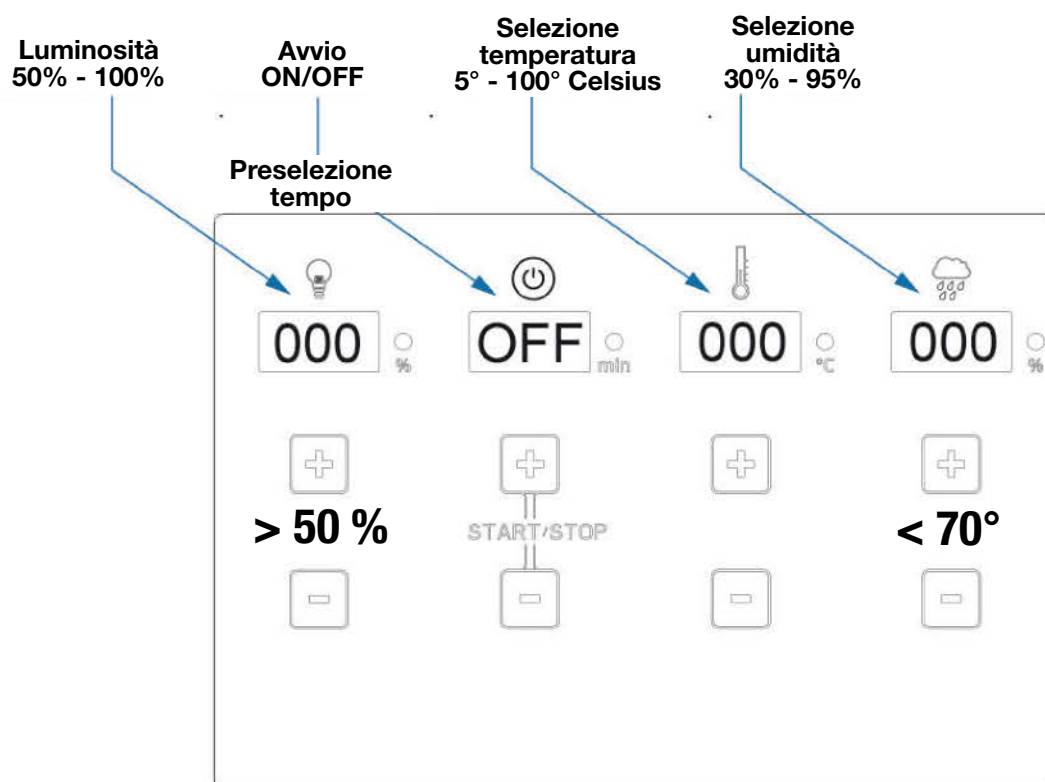 Luminosità
50% - 100%
Avvio
ON/OFF
Selezione
temperatura
5° - 100° Celsius
Selezione
umidità
30% - 95%
Preselezione
tempo
000
%
OFF
min
000
°C
000
%
> 50 %
START/STOP
< 70°